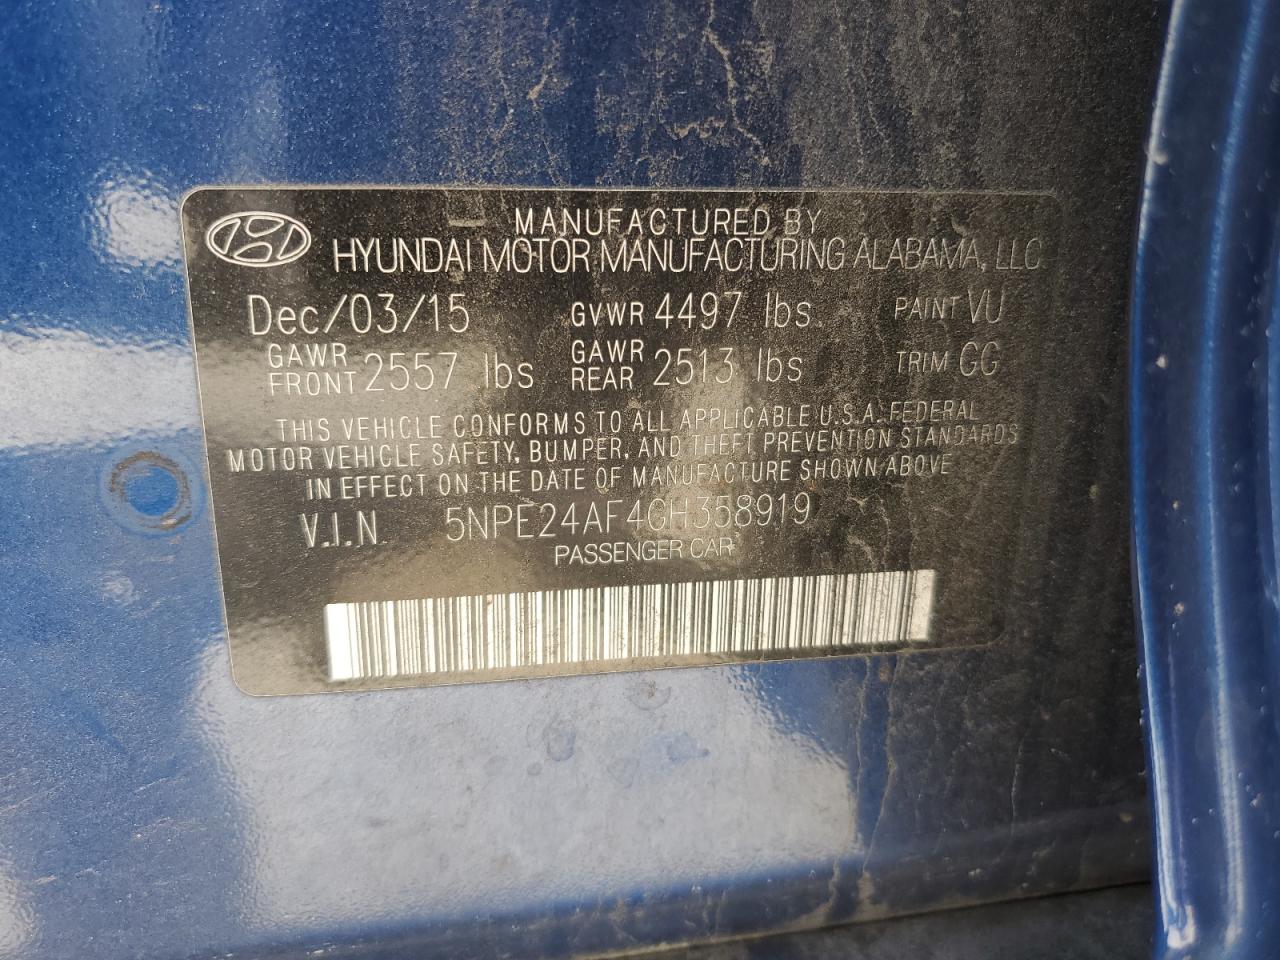 MANUFACTURED BY
HYUNDAI MOTOR MANUFACTURING ALABAMA, LLC
Dec/03/15 GVWR 4497 lbs PAINT VU
GAWR FRONT 2557 lbs GAWR REAR 2513 lbs TRIM GG
THIS VEHICLE CONFORMS TO ALL APPLICABLE U.S.A. FEDERAL
MOTOR VEHICLE SAFETY, BUMPER, AND THEFT PREVENTION STANDARDS
IN EFFECT ON THE DATE OF MANUFACTURE SHOWN ABOVE
V.I.N. 5NPE24AF4GH358919
PASSENGER CAR